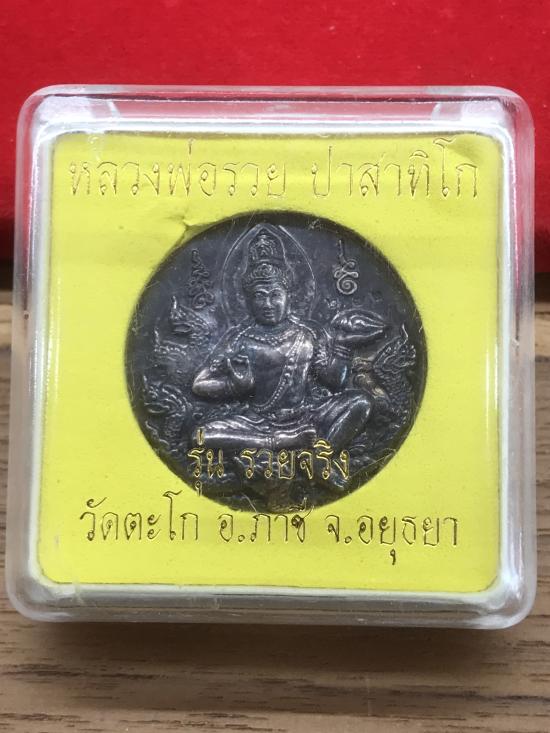 หลวงพ่อรวย ปาสาทิโก
รุ่น รวยจริง
วัดตะโก อ.ภาชี จ.อยุธยา